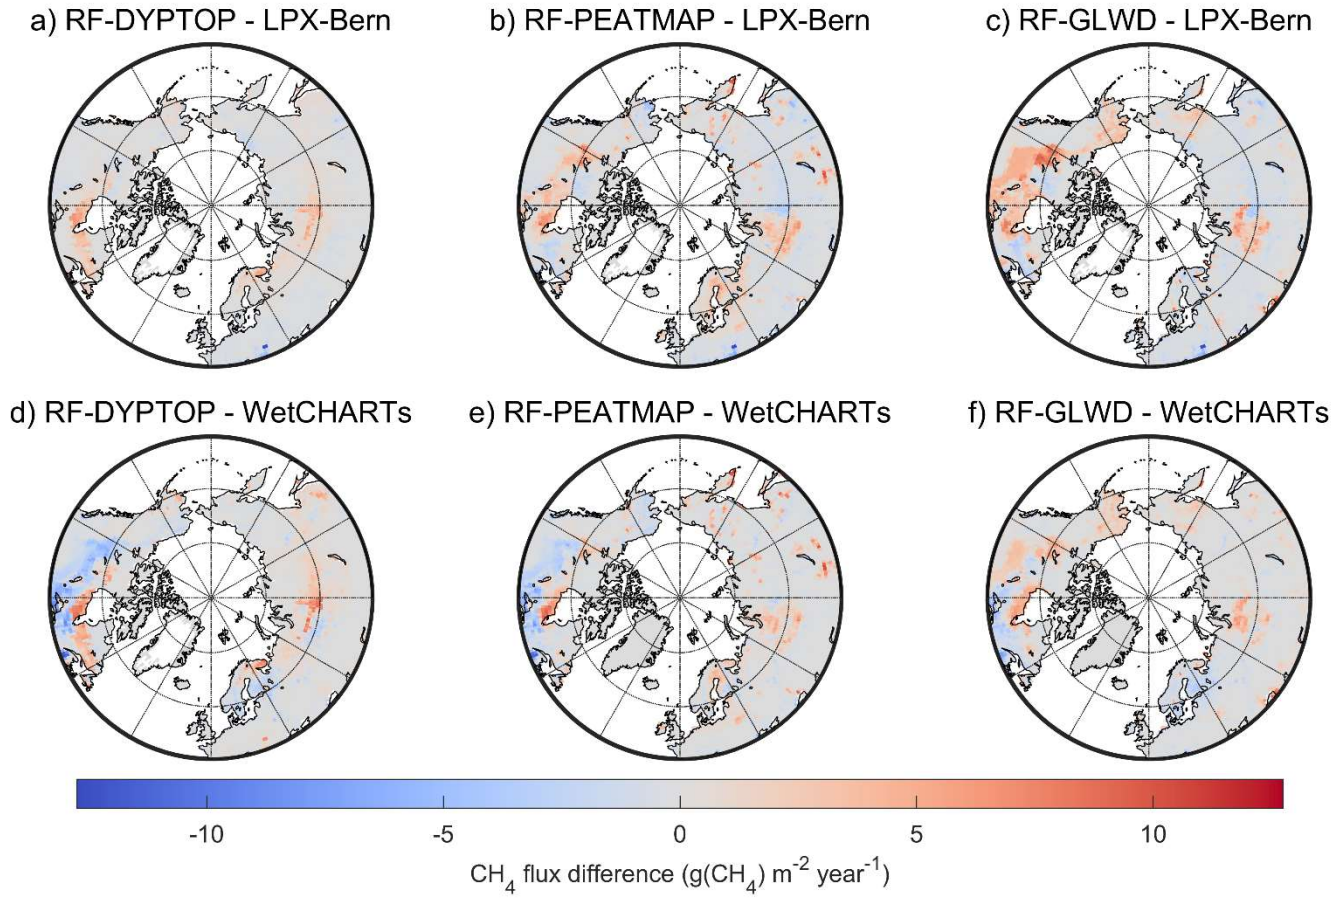 a) RF-DYPTOP - LPX-Bern
b) RF-PEATMAP - LPX-Bern
c) RF-GLWD - LPX-Bern
d) RF-DYPTOP - WetCHARTs
e) RF-PEATMAP - WetCHARTs
f) RF-GLWD - WetCHARTs
-10 -5 0 5 10
CH₄ flux difference (g(CH₄) m⁻² year⁻¹)